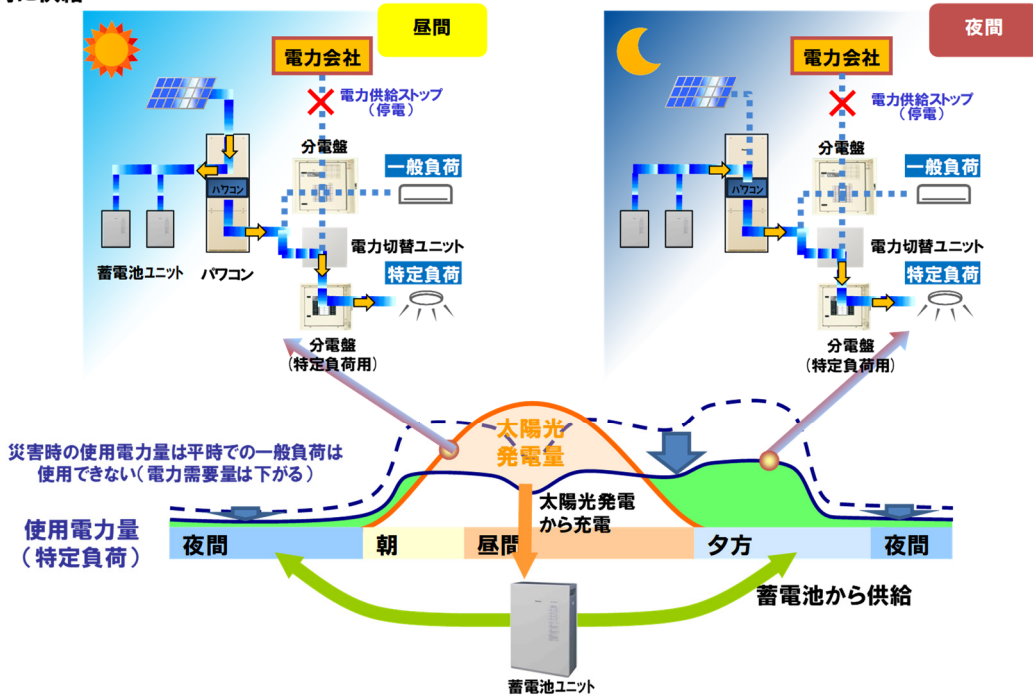 昼間
電力会社
電力供給ストップ
（停電）
分電盤
一般負荷
パワコン
電力切替ユニット
蓄電池ユニット
パワコン
特定負荷
分電盤
（特定負荷用）
夜間
電力会社
電力供給ストップ
（停電）
分電盤
一般負荷
パワコン
電力切替ユニット
特定負荷
分電盤
（特定負荷用）
太陽光
発電量
災害時の使用電力量は平時での一般負荷は
使用できない（電力需要量は下がる）
太陽光発電
から充電
使用電力量
（特定負荷）
夜間
朝
昼間
夕方
夜間
蓄電池から供給
蓄電池ユニット